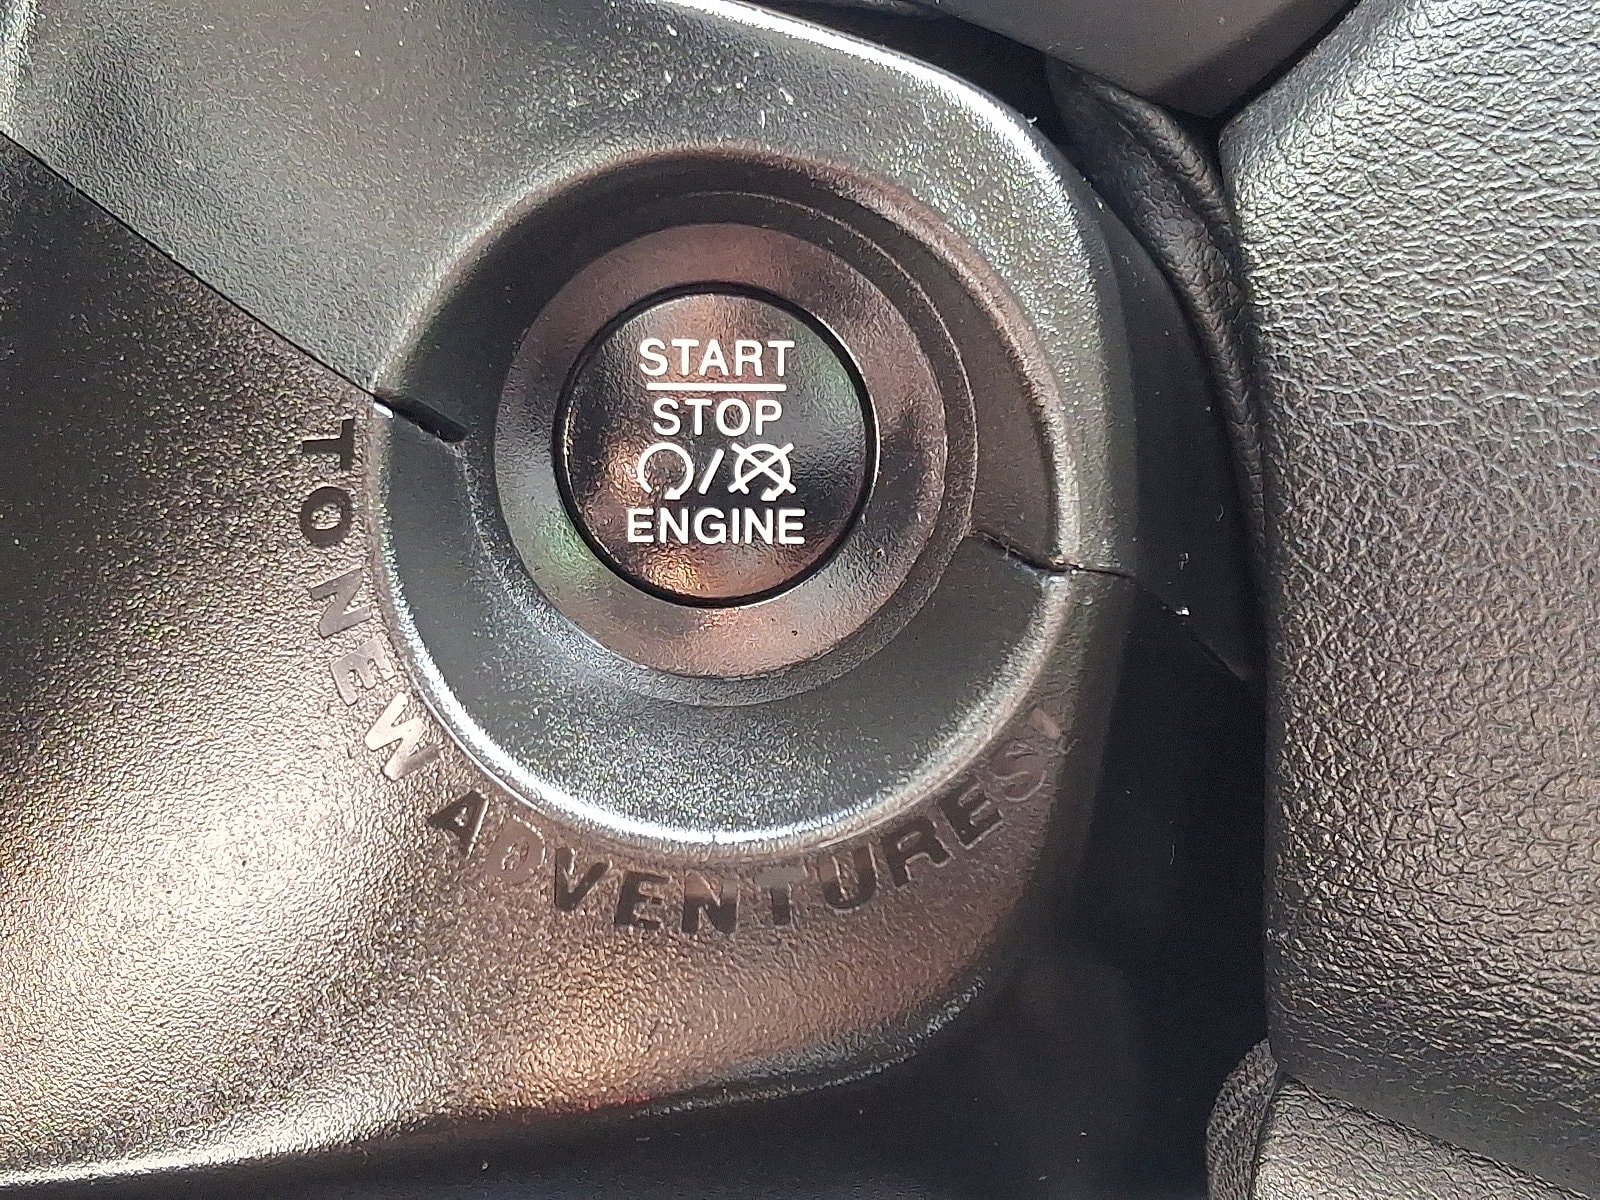 START
STOP
/
ENGINE
TO NEW ADVENTURES!